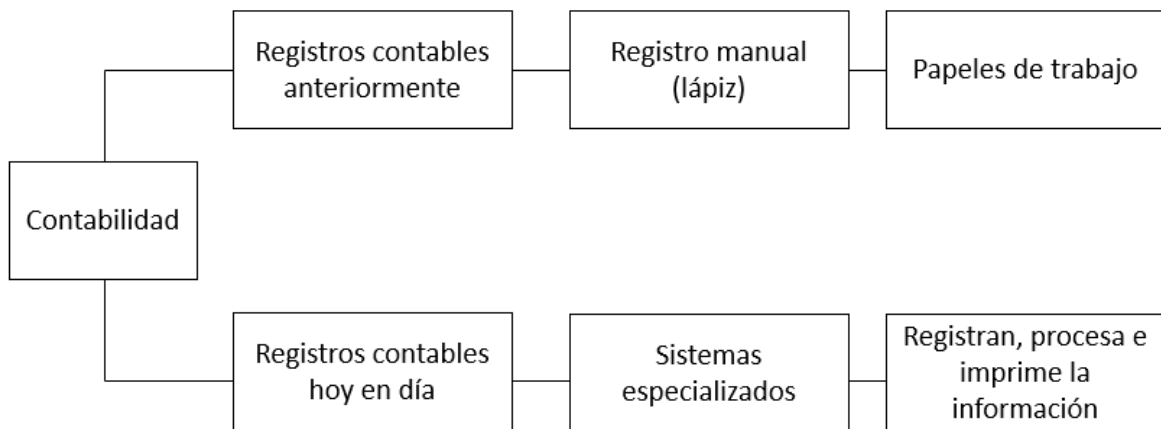 Registros contables
anteriormente
Registro manual
(lápiz)
Papeles de trabajo
Contabilidad
Registros contables
hoy en día
Sistemas
especializados
Registran, procesa e
imprime la
información